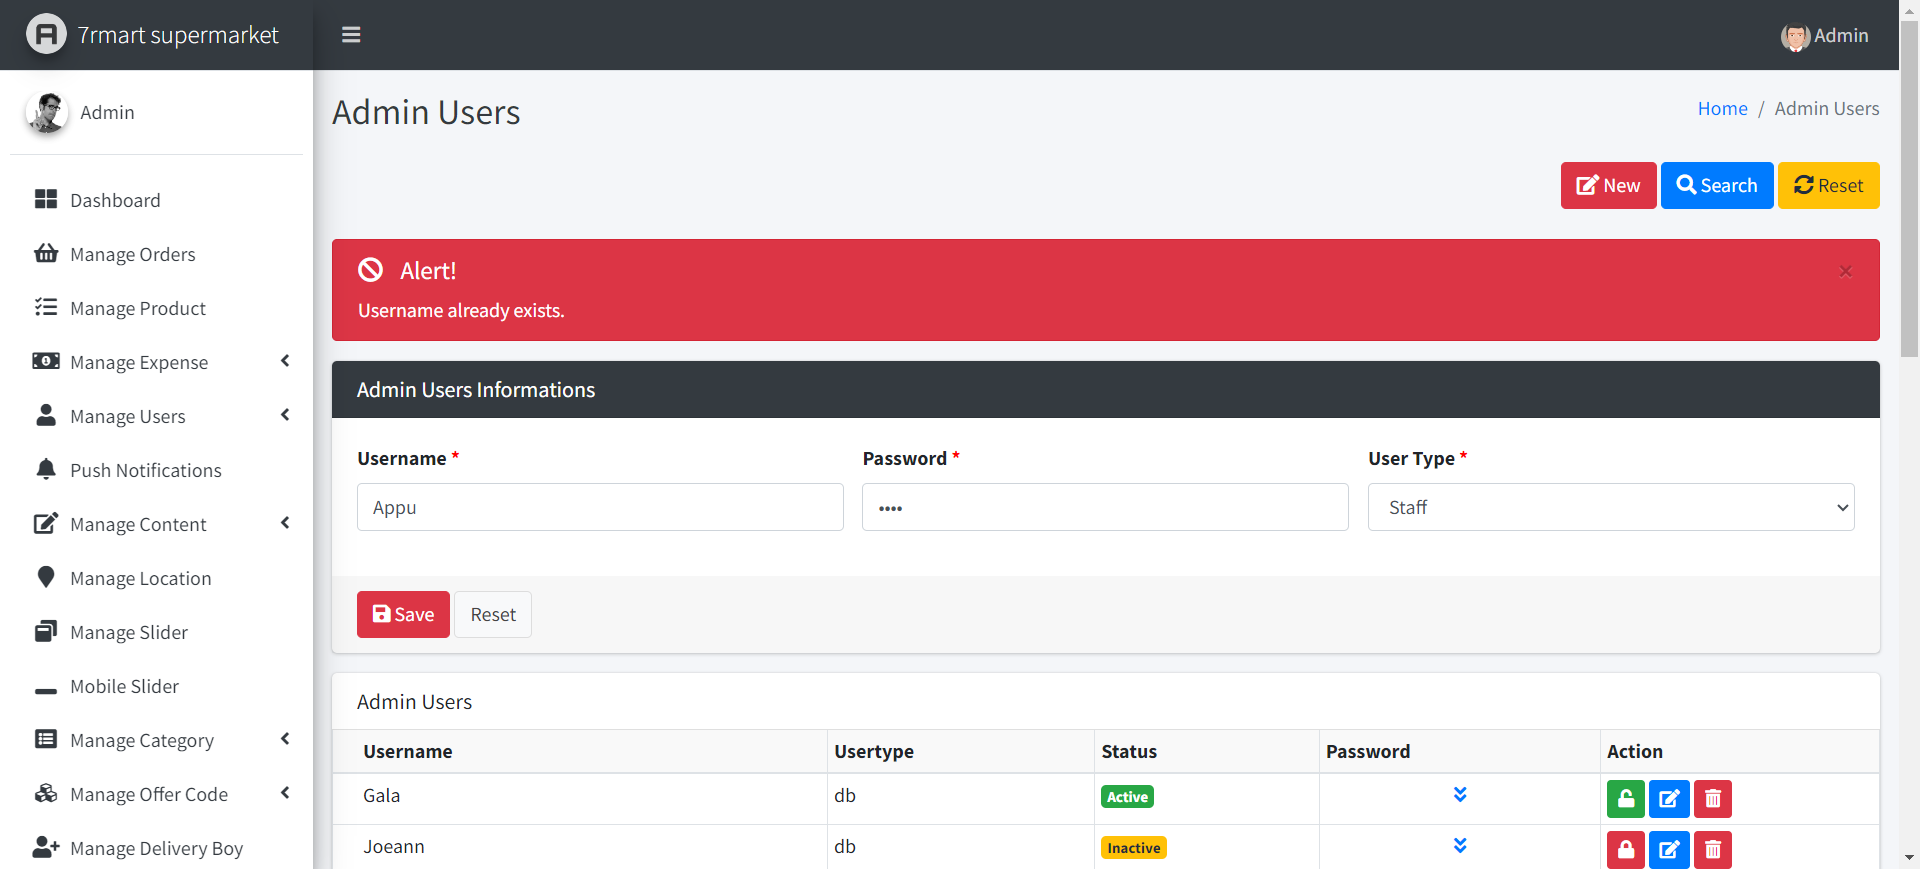 7rmart supermarket
Admin
Admin
Dashboard
Manage Orders
Manage Product
Manage Expense
Manage Users
Push Notifications
Manage Content
Manage Location
Manage Slider
Mobile Slider
Manage Category
Manage Offer Code
Manage Delivery Boy
Admin Users
Home / Admin Users
New Search Reset
Alert! ×
Username already exists.
Admin Users Informations
Username * Password * User Type *
Appu •••• Staff
Save Reset
Admin Users
Username Usertype Status Password Action
Gala db Active
Joeann db Inactive